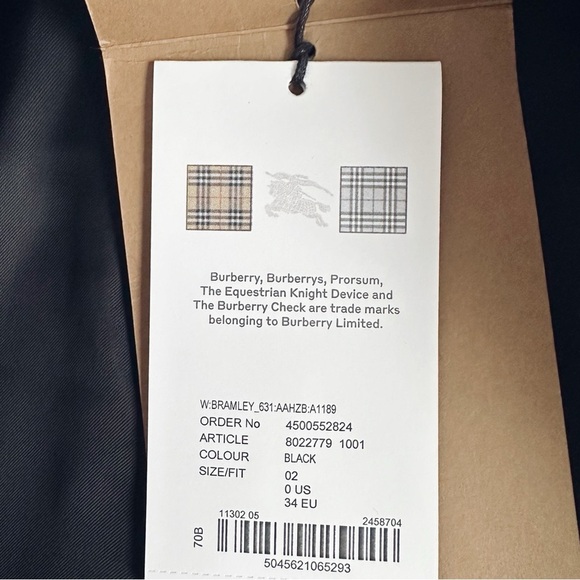 Burberry, Burberrys, Prorsum,
The Equestrian Knight Device and
The Burberry Check are trade marks
belonging to Burberry Limited.
W:BRAMLEY_631:AAHZB:A1189
ORDER No 4500552824
ARTICLE 8022779 1001
COLOUR BLACK
SIZE/FIT 02
0 US
34 EU
11302 05 2458704
70B
5045621065293